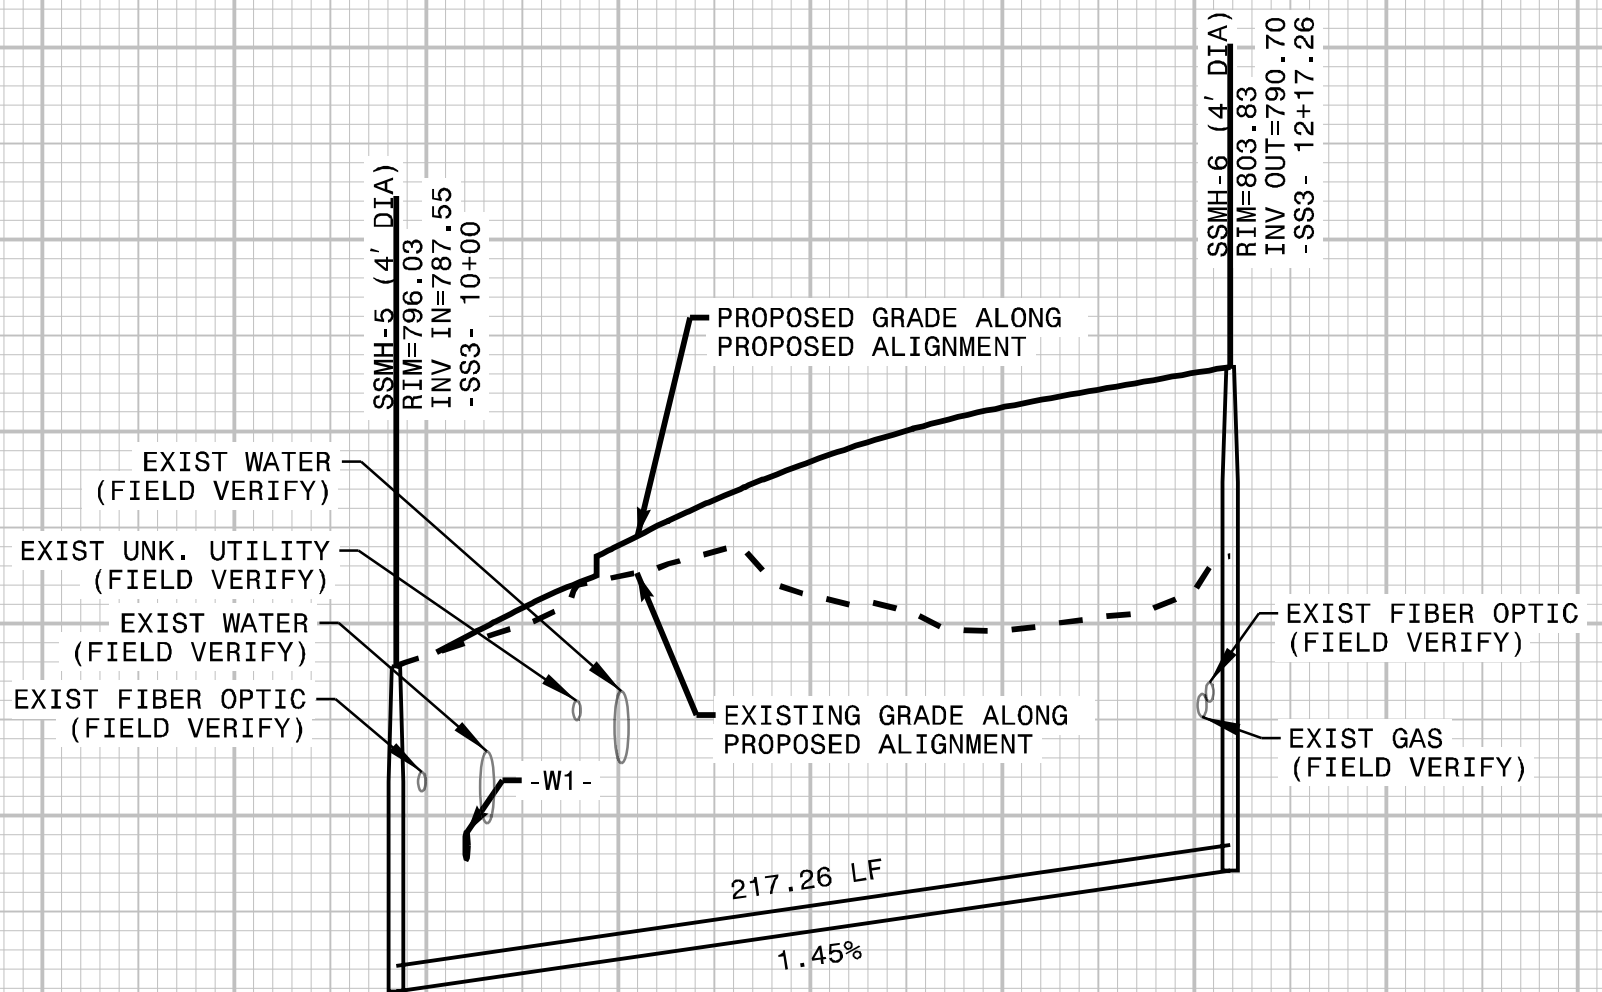 SSMH-5 (4' DIA)
RIM=796.03
INV IN=787.55
-SS3- 10+00
SSMH-6 (4' DIA)
RIM=803.83
INV OUT=790.70
-SS3- 12+17.26
PROPOSED GRADE ALONG
PROPOSED ALIGNMENT
EXIST WATER
(FIELD VERIFY)
EXIST UNK. UTILITY
(FIELD VERIFY)
EXIST WATER
(FIELD VERIFY)
EXIST FIBER OPTIC
(FIELD VERIFY)
EXIST FIBER OPTIC
(FIELD VERIFY)
EXISTING GRADE ALONG
PROPOSED ALIGNMENT
EXIST GAS
(FIELD VERIFY)
-W1-
217.26 LF
1.45%